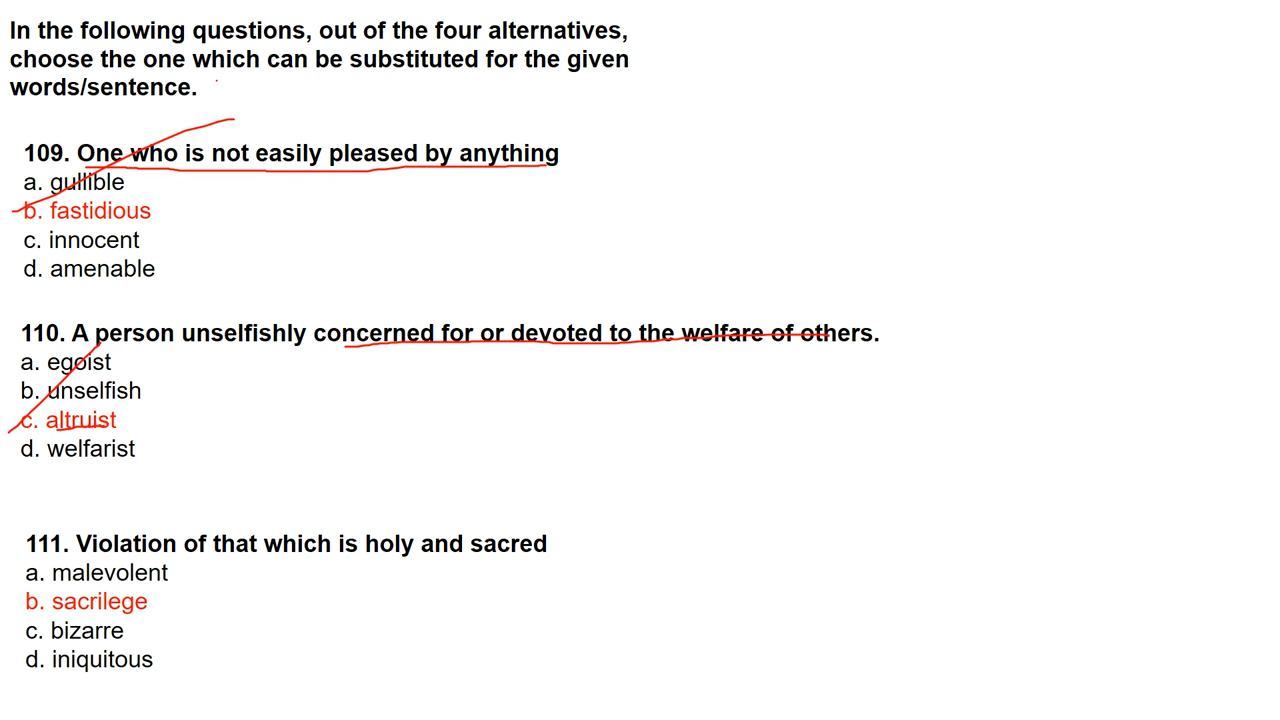 In the following questions, out of the four alternatives,
choose the one which can be substituted for the given
words/sentence.
109. One who is not easily pleased by anything
a. gullible
b. fastidious
c. innocent
d. amenable
110. A person unselfishly concerned for or devoted to the welfare of others.
a. egoist
b. unselfish
c. altruist
d. welfarist
111. Violation of that which is holy and sacred
a. malevolent
b. sacrilege
c. bizarre
d. iniquitous